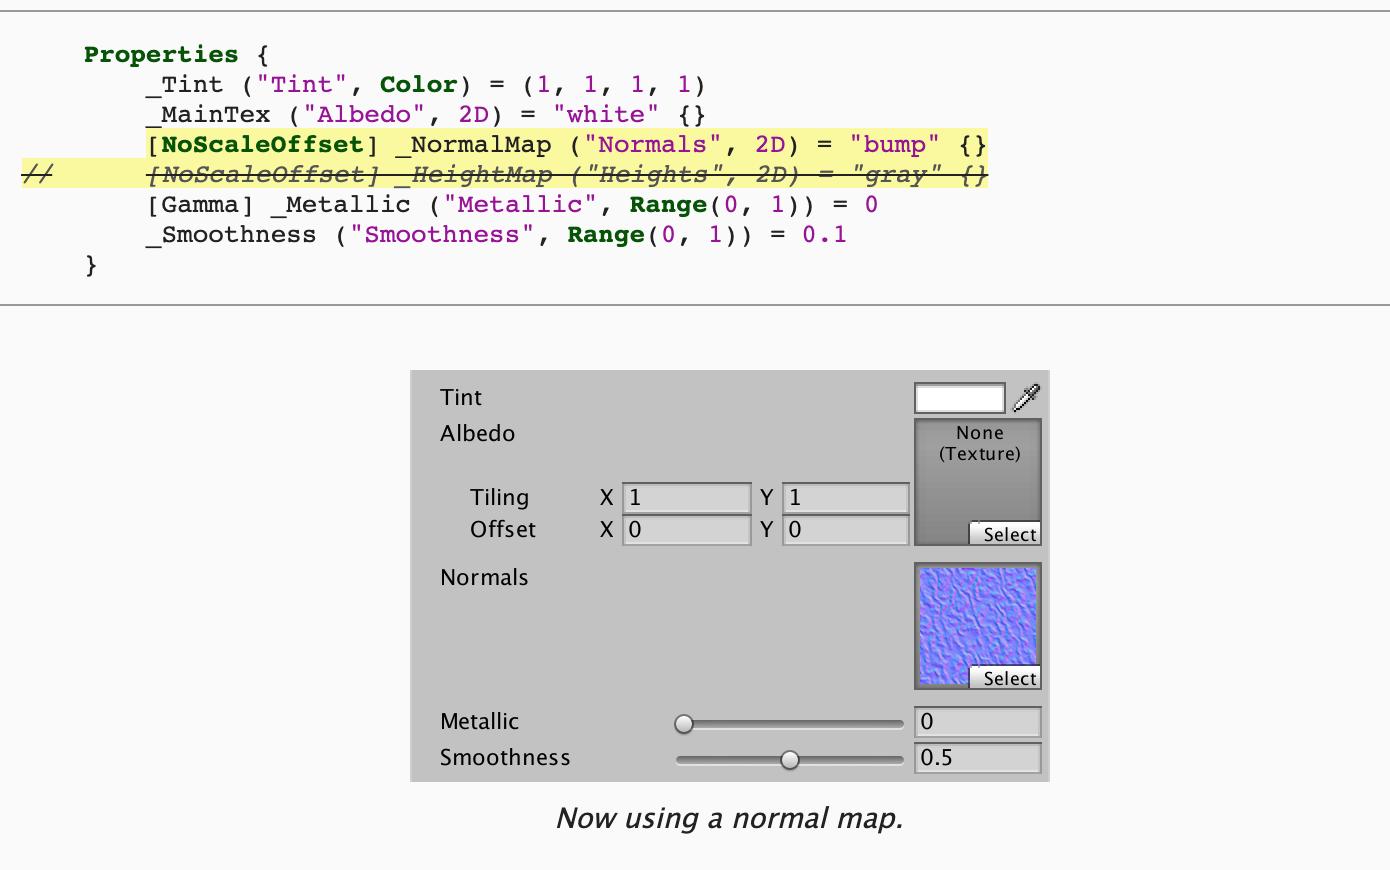 Properties {
_Tint ("Tint", Color) = (1, 1, 1, 1)
_MainTex ("Albedo", 2D) = "white" {}
[NoScaleOffset] _NormalMap ("Normals", 2D) = "bump" {}
// [NoScaleOffset] _HeightMap ("Heights", 2D) = "gray" {}
[Gamma] _Metallic ("Metallic", Range(0, 1)) = 0
_Smoothness ("Smoothness", Range(0, 1)) = 0.1
}
Tint
Albedo
None
(Texture)
Tiling X 1 Y 1
Offset X 0 Y 0
Select
Normals
Select
Metallic 0
Smoothness 0.5
Now using a normal map.